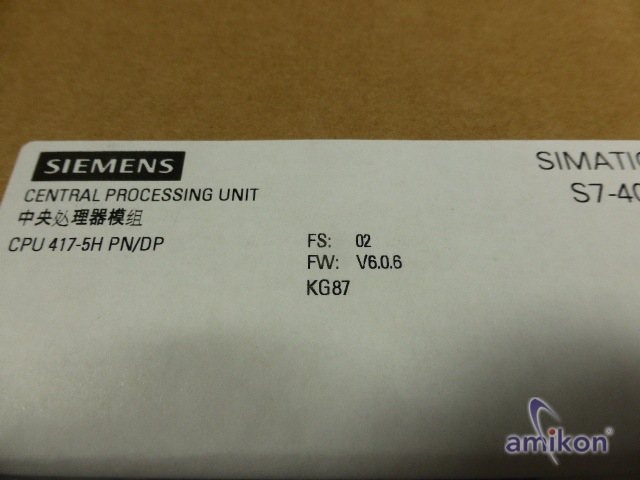 SIEMENS
SIMATIC
CENTRAL PROCESSING UNIT
S7-40
中央处理器模组
CPU 417-5H PN/DP
FS: 02
FW: V6.0.6
KG87
amikon®